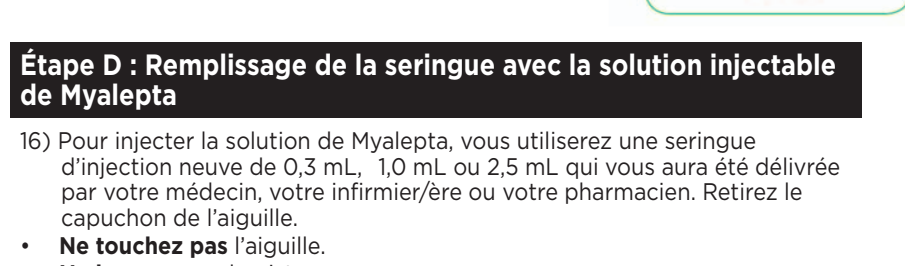 Étape D : Remplissage de la seringue avec la solution injectable
de Myalepta
16) Pour injecter la solution de Myalepta, vous utiliserez une seringue
d'injection neuve de 0,3 mL, 1,0 mL ou 2,5 mL qui vous aura été délivrée
par votre médecin, votre infirmier/ère ou votre pharmacien. Retirez le
capuchon de l'aiguille.
• Ne touchez pas l'aiguille.